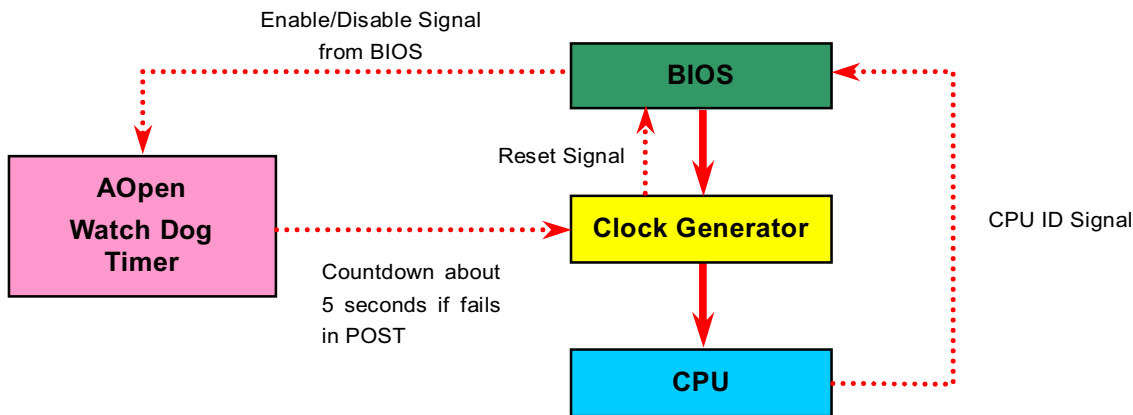 Enable/Disable Signal
from BIOS
BIOS
Reset Signal
AOpen
Watch Dog
Timer
Clock Generator
CPU ID Signal
Countdown about
5 seconds if fails
in POST
CPU